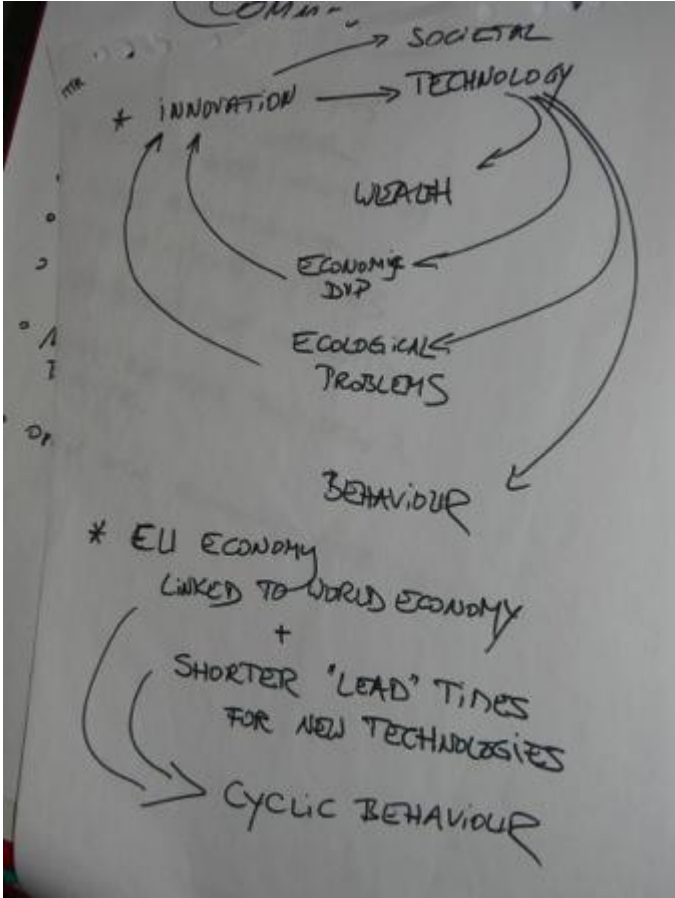 SOCIETAL
* INNOVATION → TECHNOLOGY
WEALTH
ECONOMIC
DVP
ECOLOGICAL
PROBLEMS
BEHAVIOUR
* EU ECONOMY
LINKED TO WORLD ECONOMY
+
SHORTER "LEAD" TIMES
FOR NEW TECHNOLOGIES
CYCLIC BEHAVIOUR